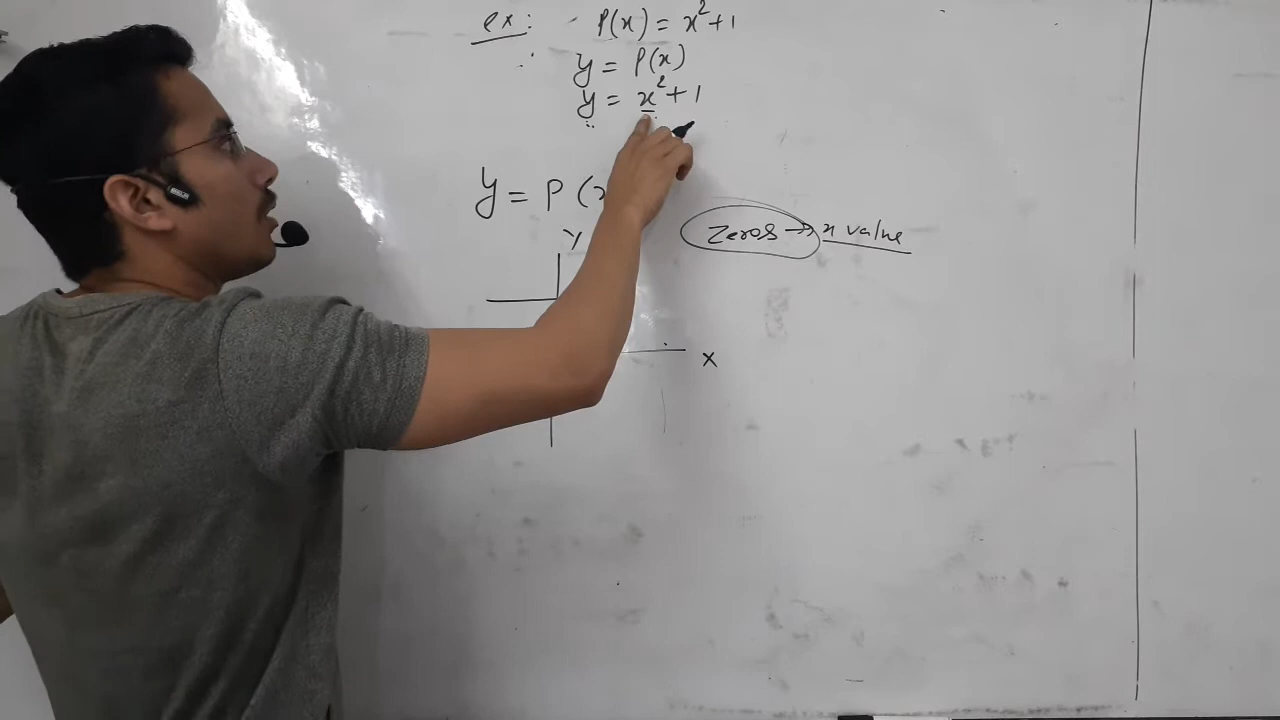 ex: P(x) = x²+1
∴ y = P(x)
y = x²+1
y = P(x
Zeros → x value
Y
X